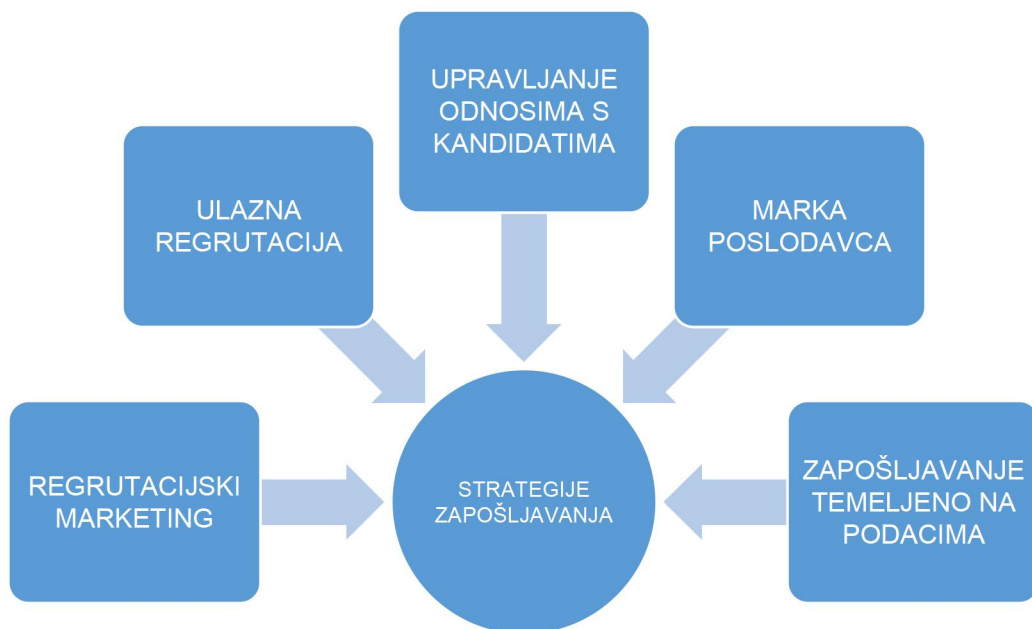 UPRAVLJANJE
ODNOSIMA S
KANDIDATIMA
ULAZNA
REGRUTACIJA
MARKA
POSLODAVCA
REGRUTACIJSKI
MARKETING
STRATEGIJE
ZAPOŠLJAVANJA
ZAPOŠLJAVANJE
TEMELJENO NA
PODACIMA